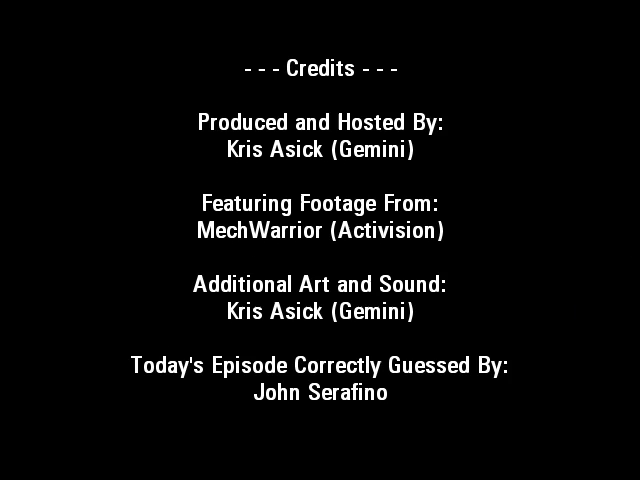 - - - Credits - - -
Produced and Hosted By:
Kris Asick (Gemini)
Featuring Footage From:
MechWarrior (Activision)
Additional Art and Sound:
Kris Asick (Gemini)
Today's Episode Correctly Guessed By:
John Serafino